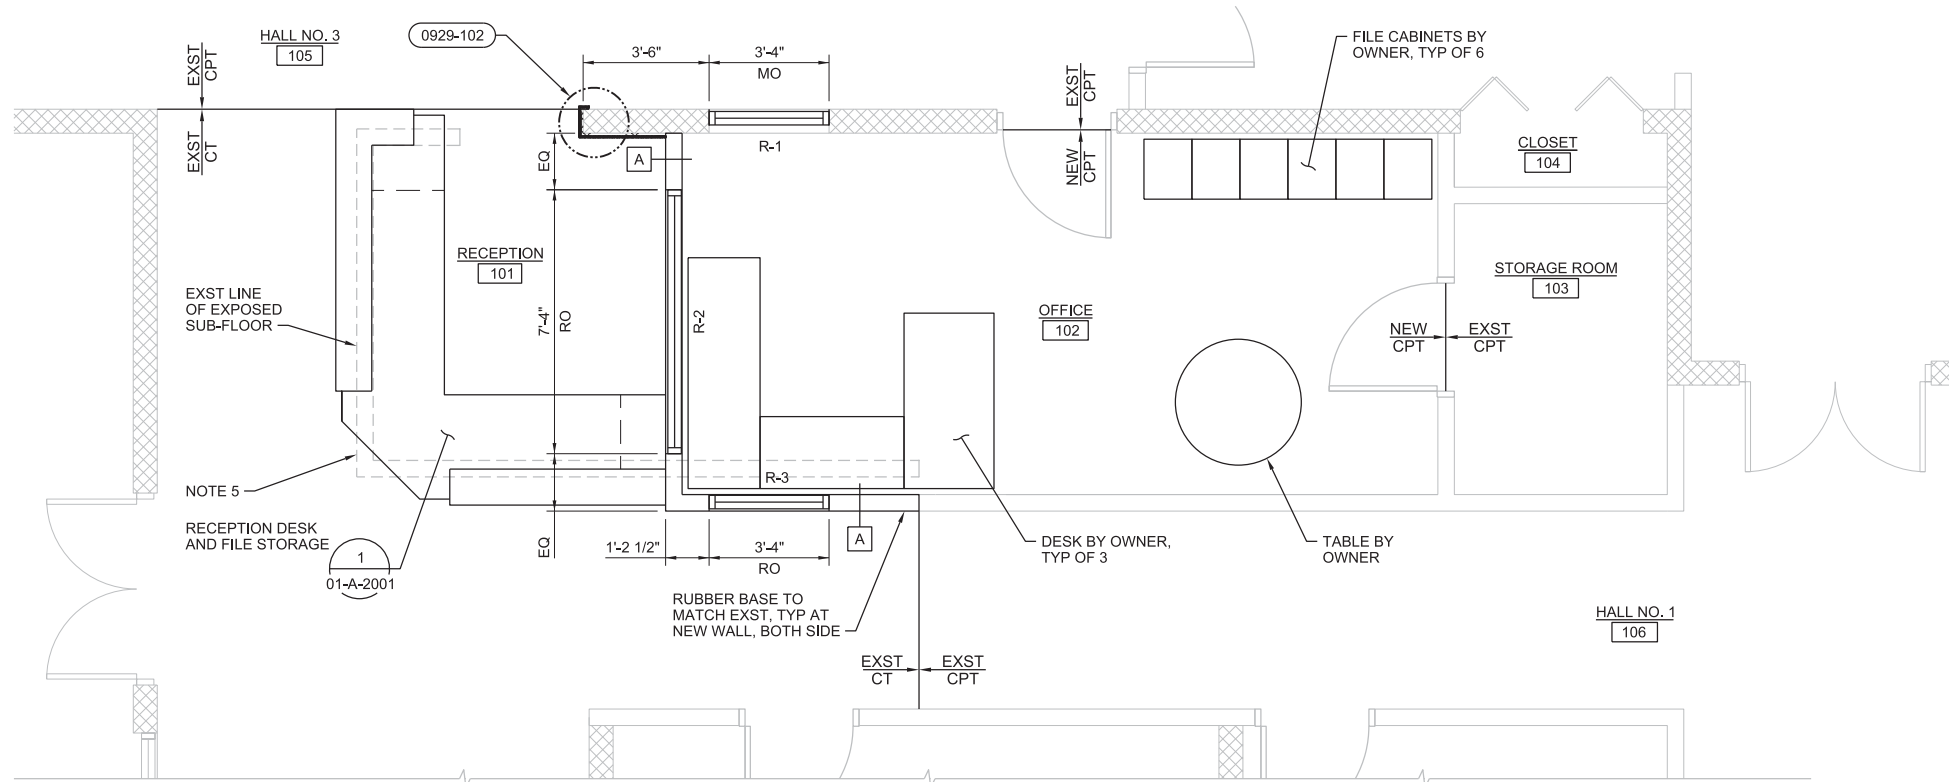 HALL NO. 3
105
0929-102
EXST
CPT
EXST
CT
3'-6"
3'-4"
MO
R-1
EXST
CPT
NEW
CPT
FILE CABINETS BY
OWNER, TYP OF 6
CLOSET
104
EQ
A
RECEPTION
101
7'-4"
RO
R-2
STORAGE ROOM
103
OFFICE
102
NEW
CPT
EXST
CPT
EXST LINE
OF EXPOSED
SUB-FLOOR
NOTE 5
R-3
RECEPTION DESK
AND FILE STORAGE
1
01-A-2001
EQ
1'-2 1/2"
3'-4"
RO
A
DESK BY OWNER,
TYP OF 3
TABLE BY
OWNER
RUBBER BASE TO
MATCH EXST, TYP AT
NEW WALL, BOTH SIDE
HALL NO. 1
106
EXST
CT
EXST
CPT